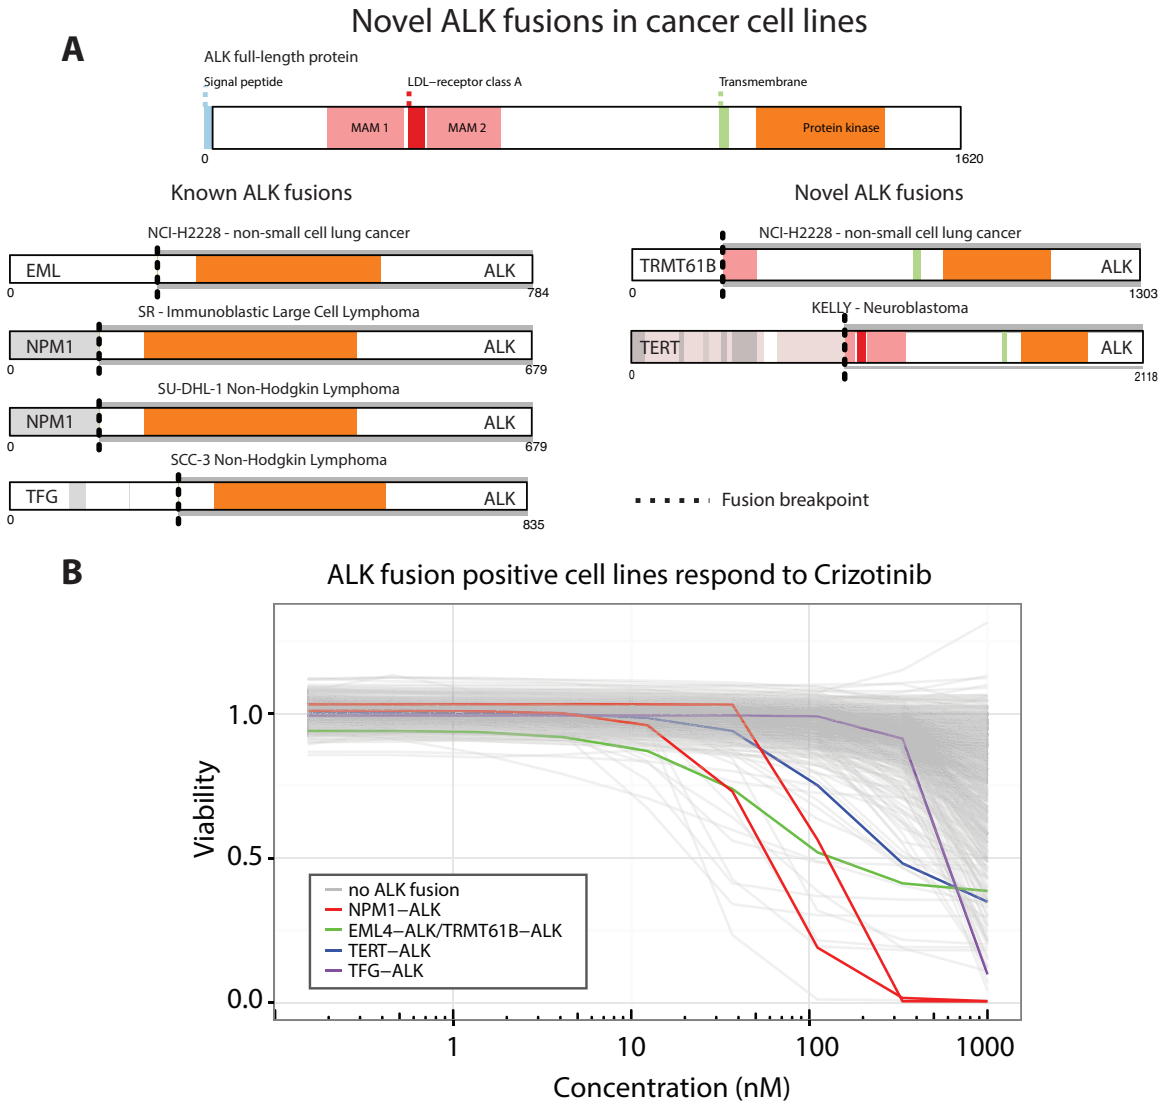 Novel ALK fusions in cancer cell lines
A
ALK full-length protein
Signal peptide
LDL-receptor class A
Transmembrane
MAM 1
MAM 2
Protein kinase
0
1620
Known ALK fusions
NCI-H2228 - non-small cell lung cancer
EML
ALK
0
784
SR - Immunoblastic Large Cell Lymphoma
NPM1
ALK
0
679
SU-DHL-1 Non-Hodgkin Lymphoma
NPM1
ALK
0
679
SCC-3 Non-Hodgkin Lymphoma
TFG
ALK
0
835
Novel ALK fusions
NCI-H2228 - non-small cell lung cancer
TRMT61B
ALK
0
1303
KELLY - Neuroblastoma
TERT
ALK
0
2118
Fusion breakpoint
B
ALK fusion positive cell lines respond to Crizotinib
Viability
1.0
0.5
0.0
no ALK fusion
NPM1-ALK
EML4-ALK/TRMT61B-ALK
TERT-ALK
TFG-ALK
1
10
100
1000
Concentration (nM)